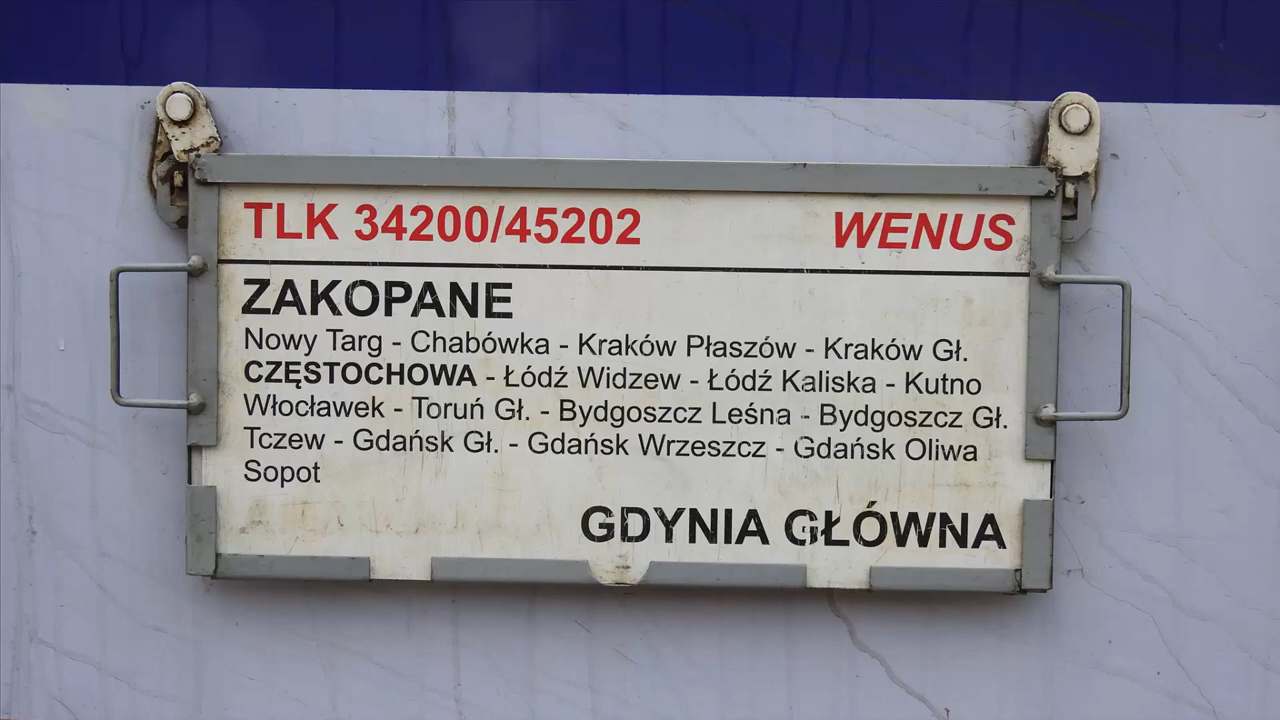 TLK 34200/45202 WENUS
ZAKOPANE
Nowy Targ - Chabówka - Kraków Płaszów - Kraków Gł.
CZĘSTOCHOWA - Łódź Widzew - Łódź Kaliska - Kutno
Włocławek - Toruń Gł. - Bydgoszcz Leśna - Bydgoszcz Gł.
Tczew - Gdańsk Gł. - Gdańsk Wrzeszcz - Gdańsk Oliwa
Sopot
GDYNIA GŁÓWNA